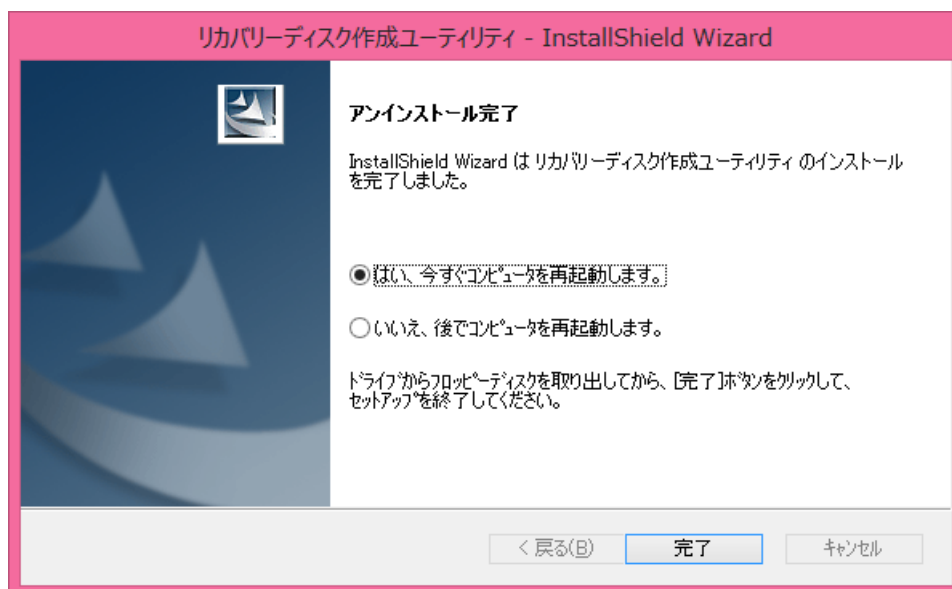 リカバリーディスク作成ユーティリティ - InstallShield Wizard
アンインストール完了
InstallShield Wizard は リカバリーディスク作成ユーティリティ のインストール
を完了しました。
はい、今すぐコンピュータを再起動します。
いいえ、後でコンピュータを再起動します。
ドライブからフロッピーディスクを取り出してから、[完了]ボタンをクリックして、
セットアップを終了してください。
< 戻る(B) 完了 キャンセル